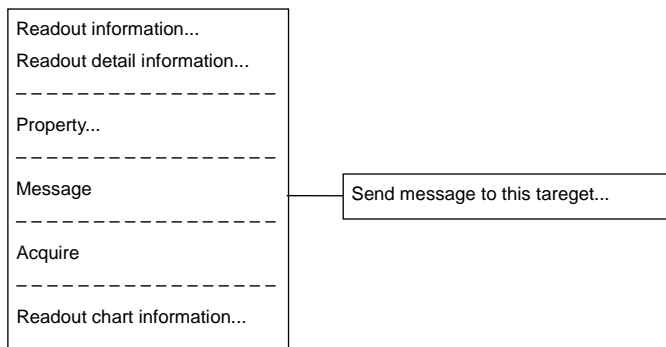 Readout information...
Readout detail information...
Property...
Message
Send message to this tareget...
Acquire
Readout chart information...